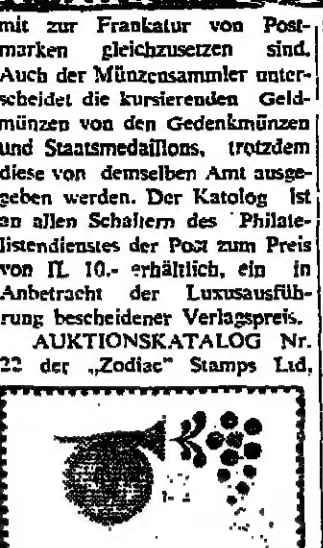 mit zur Frankatur von Post-
marken gleichzusetzen sind.
Auch der Münzensammler unter-
scheidet die kursierenden Geld-
münzen von den Gedenkmünzen
und Staatsmedaillons, trotzdem
diese von demselben Amt ausge-
geben werden. Der Katolog ist
an allen Schaltern des Philate-
listendienstes der Post zum Preis
von IL 10.- erhältlich, ein in
Anbetracht der Luxusausfüh-
rung bescheidener Verlagspreis.
AUKTIONSKATALOG Nr.
22 der „Zodiac" Stamps Ltd,